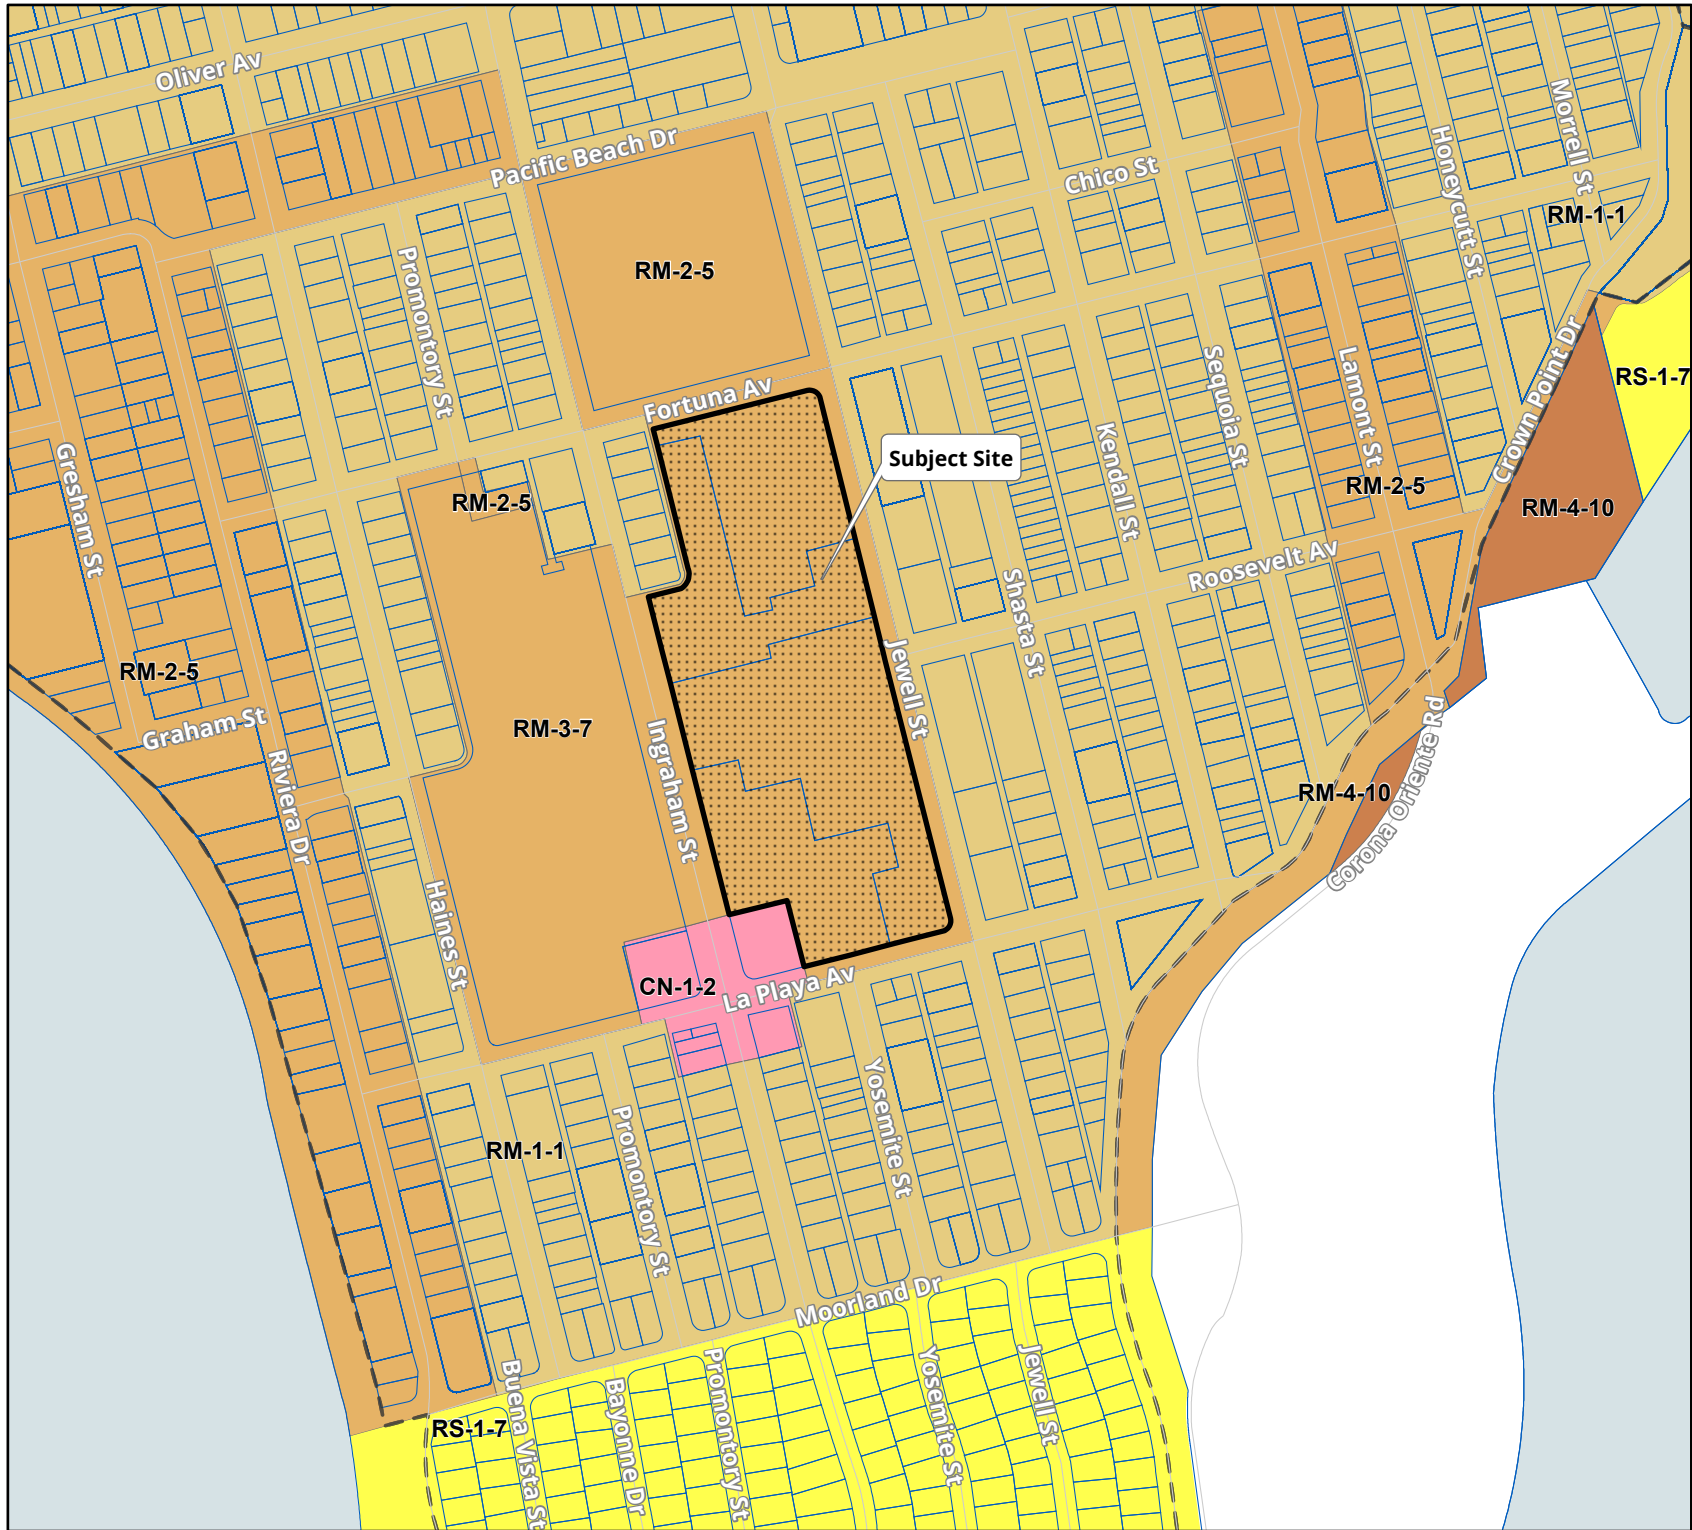 Oliver Av
Pacific Beach Dr
Chico St
Honeycutt St
Morrell St
RM-1-1
RM-2-5
Promontory St
Fortuna Av
Subject Site
RM-2-5
Gresham St
Kendall St
Sequoia St
Lamont St
RM-2-5
Crown Point Dr
RS-1-7
RM-4-10
Roosevelt Av
Shasta St
Jewell St
RM-2-5
Graham St
Riviera Dr
RM-3-7
Ingraham St
RM-4-10
Corona Oriente Rd
Haines St
CN-1-2
La Playa Av
Yosemite St
RM-1-1
Promontory St
Moorland Dr
RS-1-7
Buena Vista St
Bayonne Dr
Promontory St
Yosemite St
Jewell St